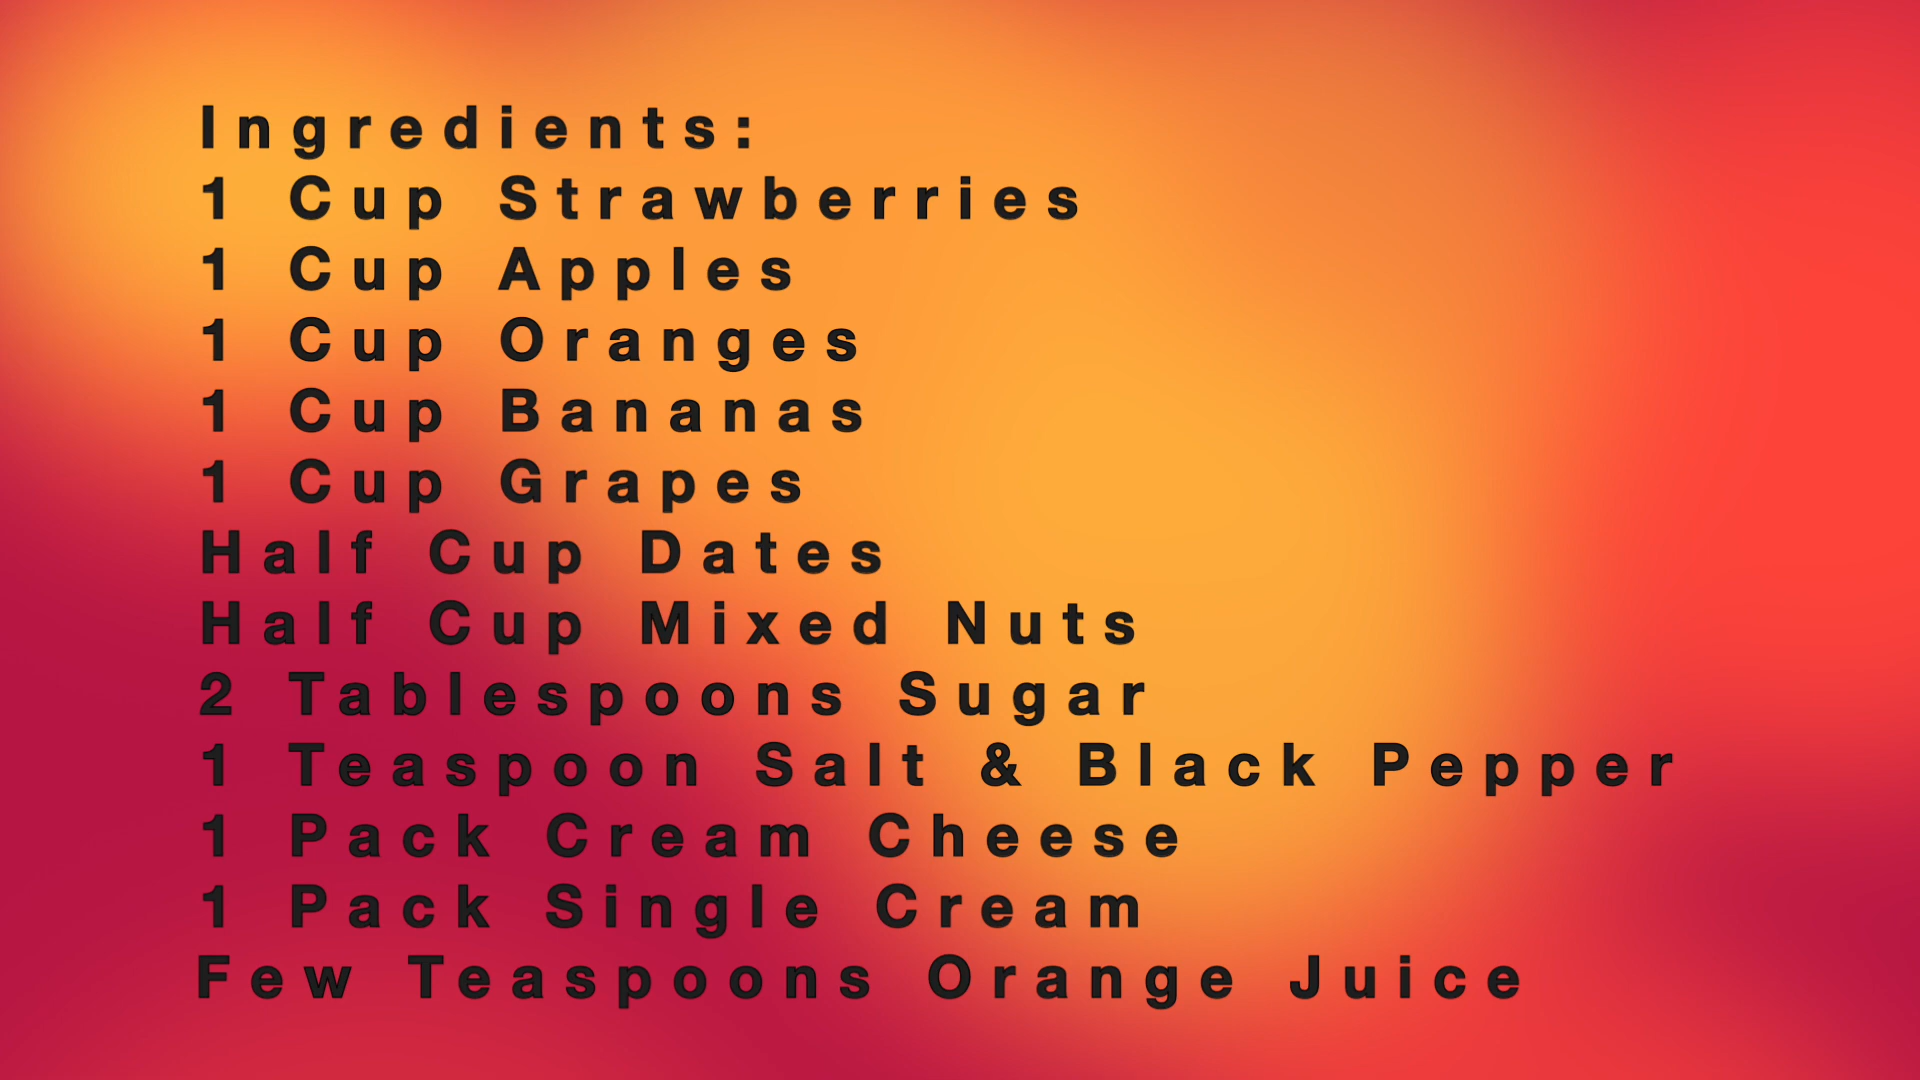 Ingredients:
1 Cup Strawberries
1 Cup Apples
1 Cup Oranges
1 Cup Bananas
1 Cup Grapes
Half Cup Dates
Half Cup Mixed Nuts
2 Tablespoons Sugar
1 Teaspoon Salt & Black Pepper
1 Pack Cream Cheese
1 Pack Single Cream
Few Teaspoons Orange Juice